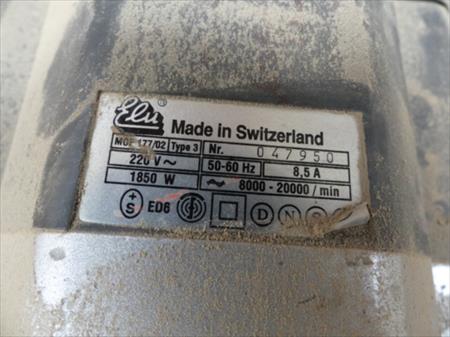 Elu ®
Made in Switzerland
MOF 177/02 Type 3 Nr. 047950
220 V ~ 50-60 Hz 8,5 A
1850 W ~ 8000 - 20000 / min
+ S ED6 S D N S